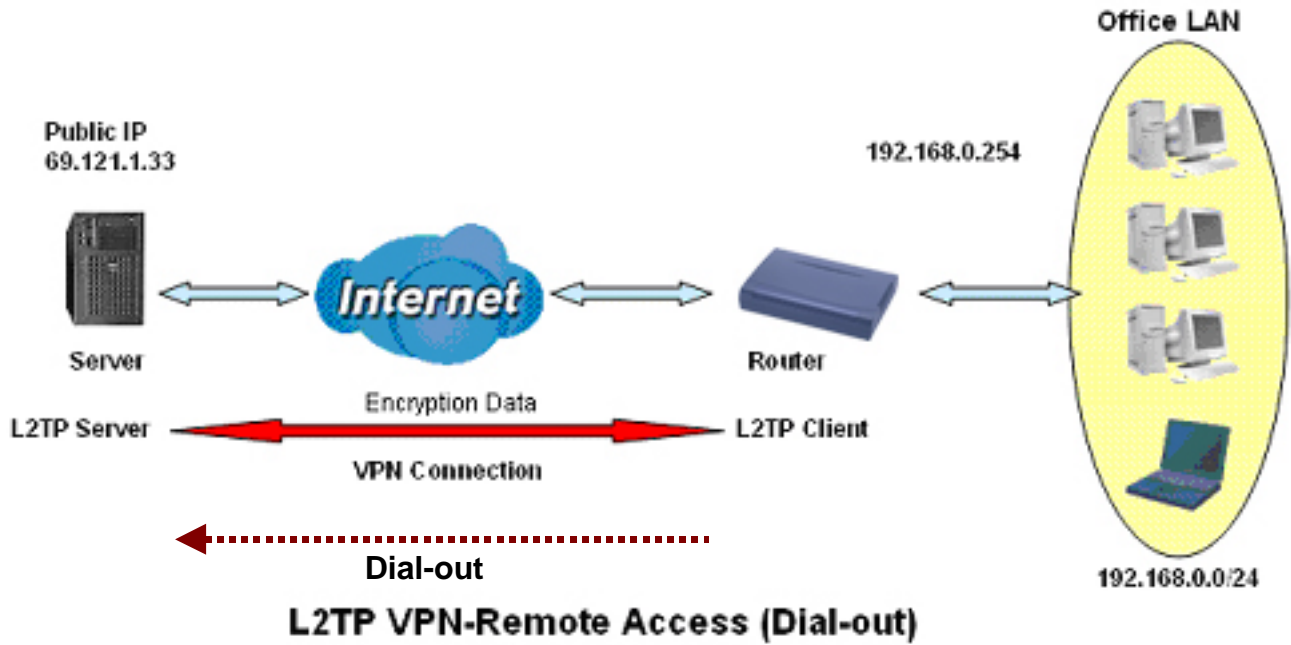 Office LAN
Public IP
69.121.1.33
192.168.0.254
Internet
Server
Router
Encryption Data
L2TP Server
L2TP Client
VPN Connection
Dial-out
192.168.0.0/24
L2TP VPN-Remote Access (Dial-out)